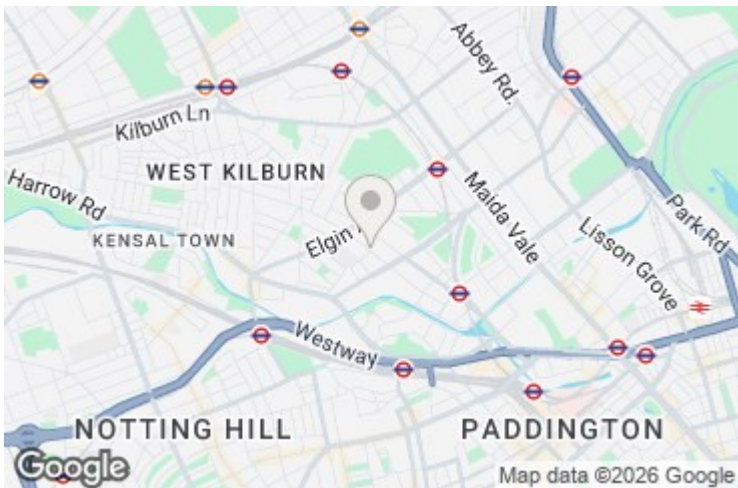 Abbey Rd.
Kilburn Ln
WEST KILBURN
Harrow Rd
Maida Vale
Park Rd
KENSAL TOWN
Elgin
Lisson Grove
Westway
NOTTING HILL
PADDINGTON
Google
Map data ©2026 Google